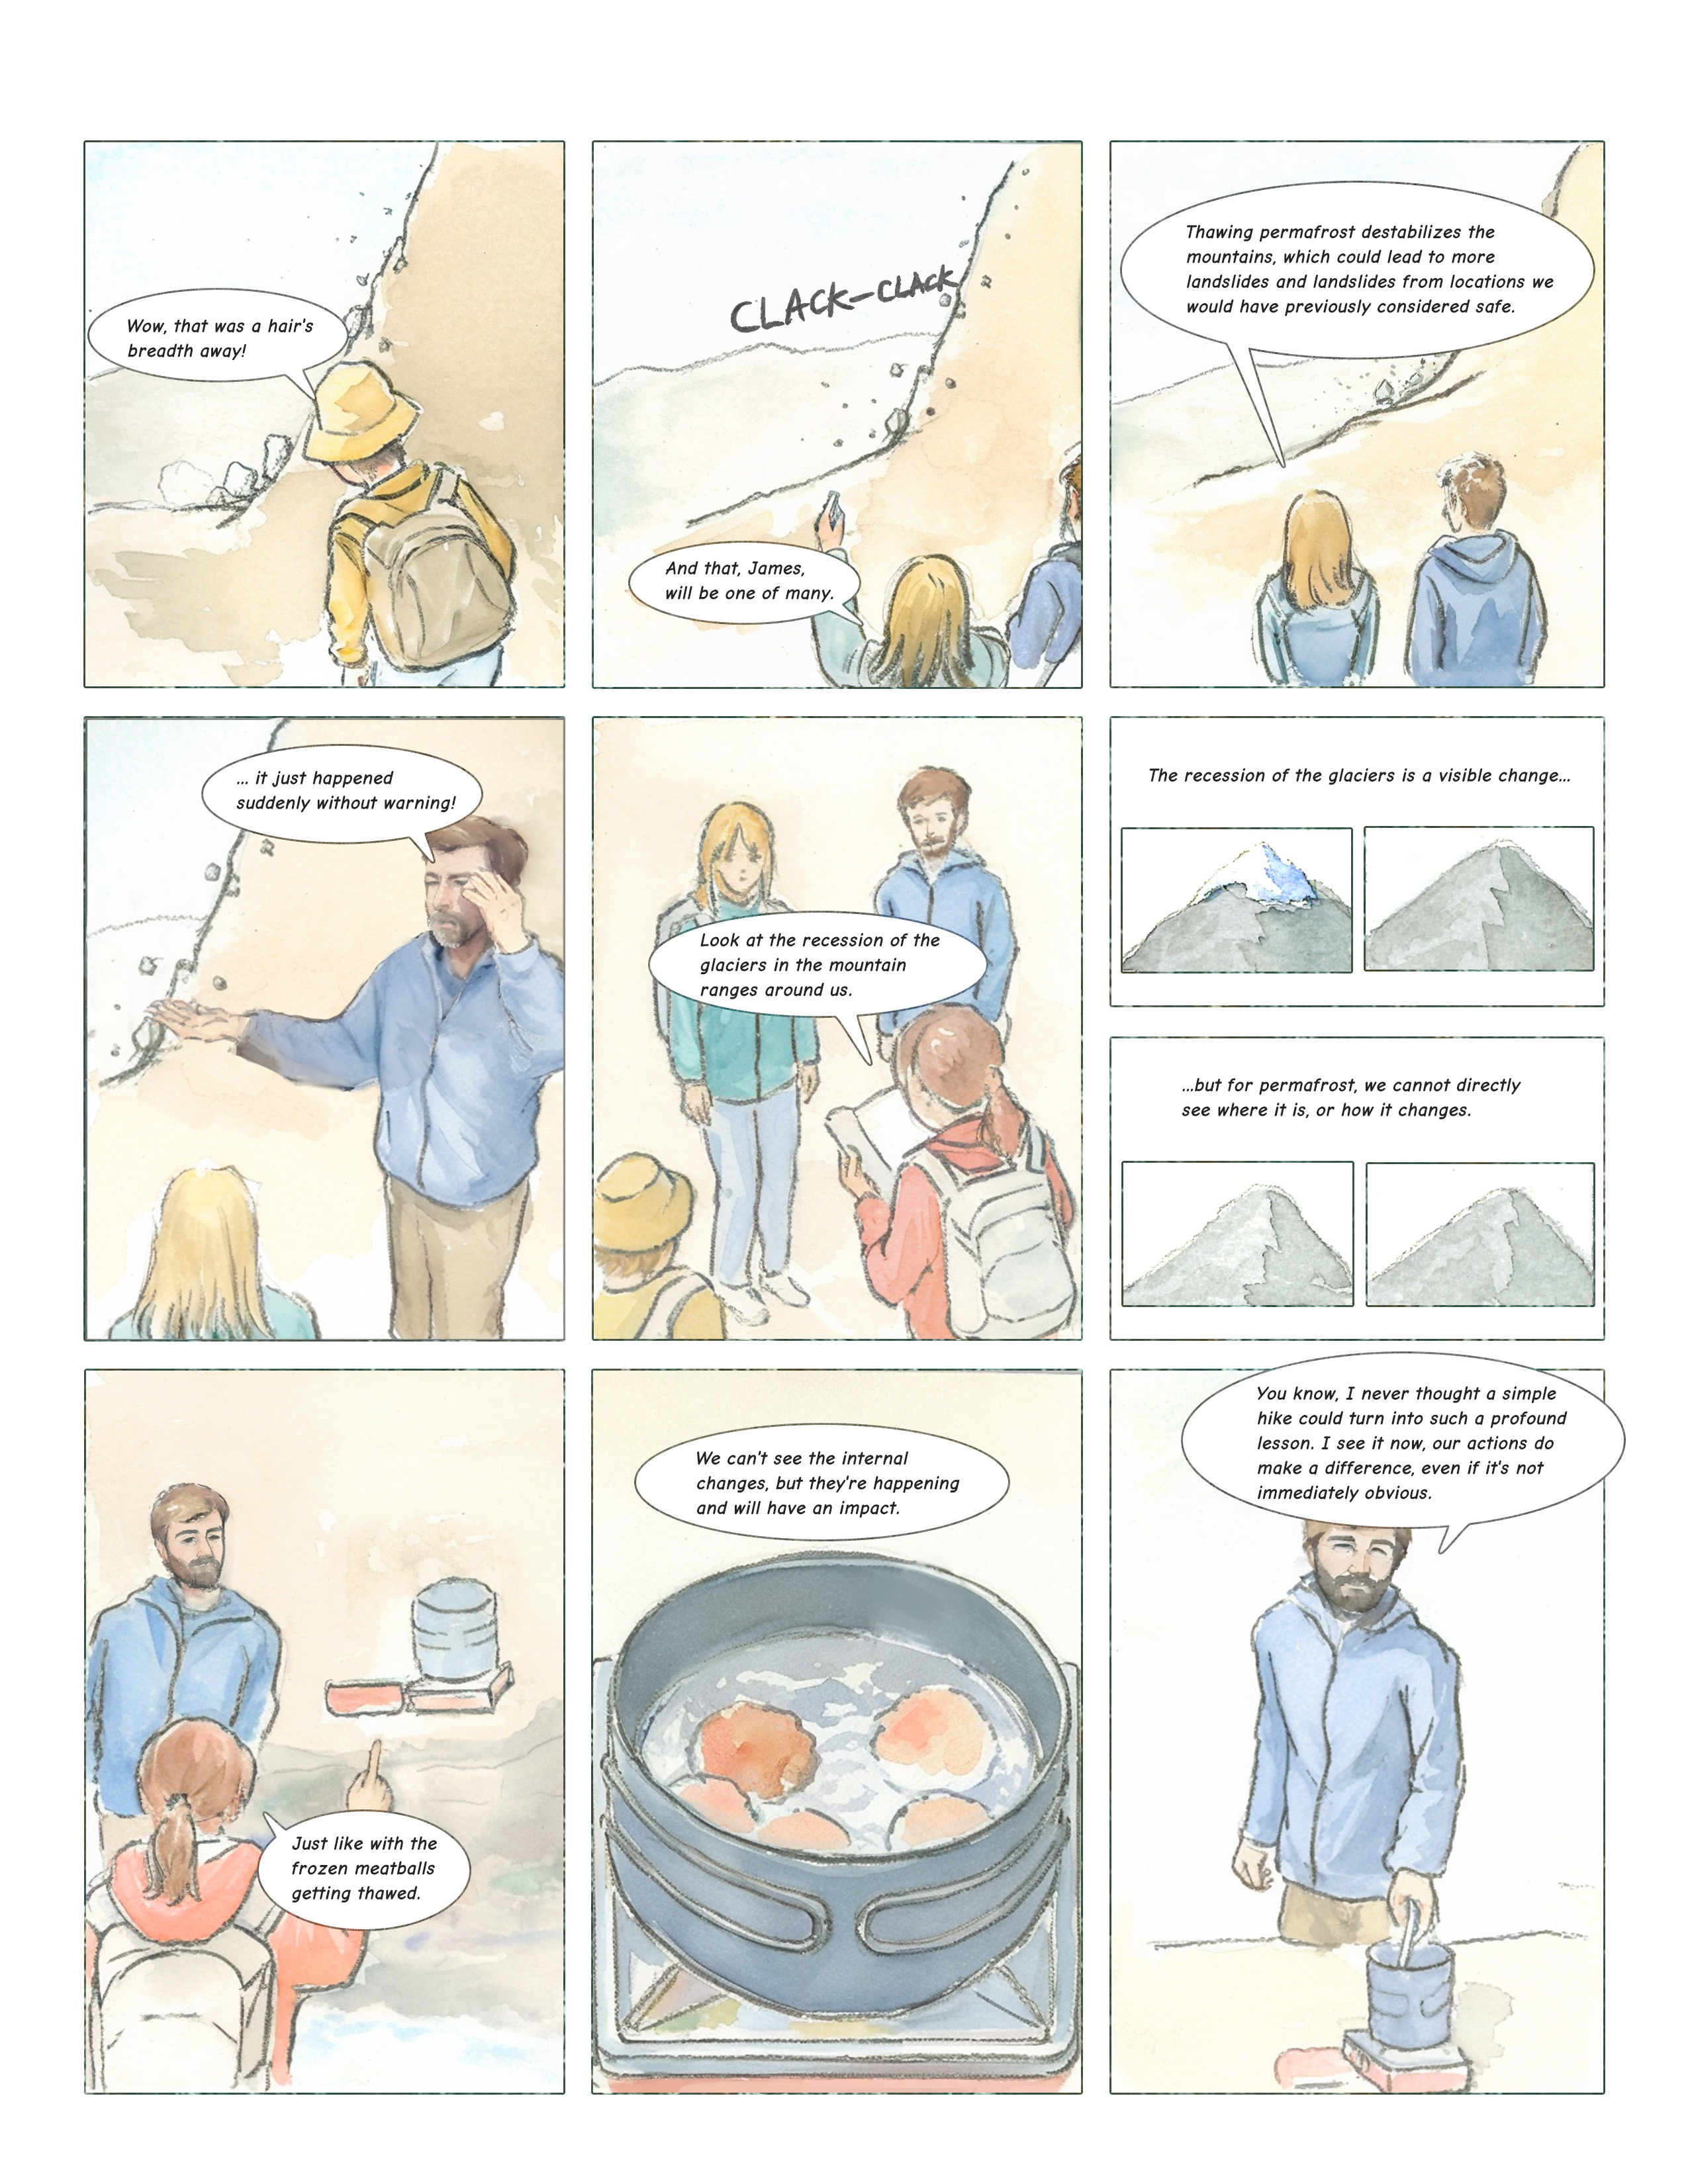 Wow, that was a hair's
breadth away!
CLACK-CLACK
And that, James,
will be one of many.
Thawing permafrost destabilizes the
mountains, which could lead to more
landslides and landslides from locations we
would have previously considered safe.
... it just happened
suddenly without warning!
Look at the recession of the
glaciers in the mountain
ranges around us.
The recession of the glaciers is a visible change...
...but for permafrost, we cannot directly
see where it is, or how it changes.
Just like with the
frozen meatballs
getting thawed.
We can't see the internal
changes, but they're happening
and will have an impact.
You know, I never thought a simple
hike could turn into such a profound
lesson. I see it now, our actions do
make a difference, even if it's not
immediately obvious.